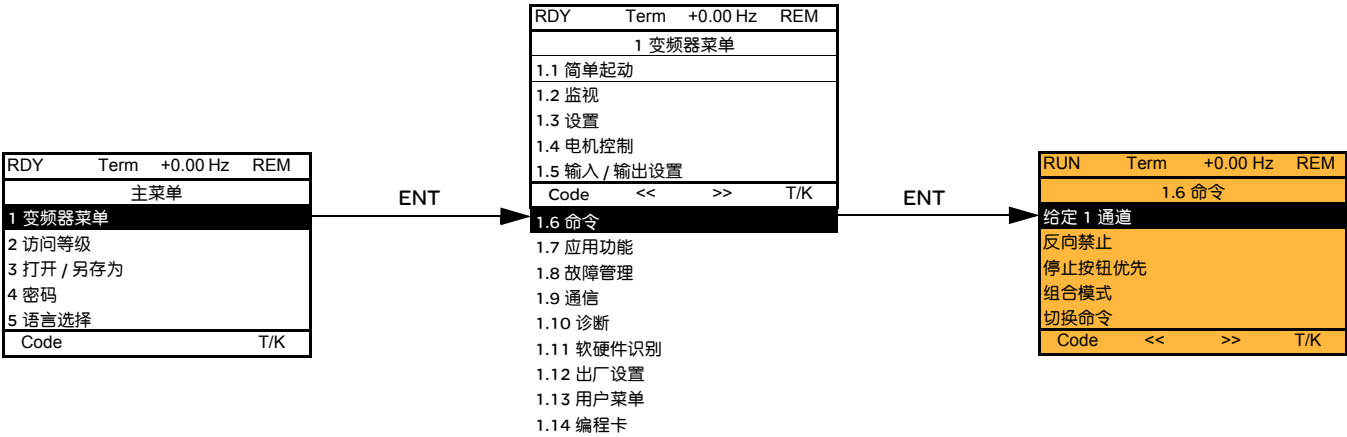 RDY Term +0.00 Hz REM
主菜单
1 变频器菜单
2 访问等级
3 打开 / 另存为
4 密码
5 语言选择
Code T/K
ENT
RDY Term +0.00 Hz REM
1 变频器菜单
1.1 简单起动
1.2 监视
1.3 设置
1.4 电机控制
1.5 输入 / 输出设置
Code << >> T/K
1.6 命令
1.7 应用功能
1.8 故障管理
1.9 通信
1.10 诊断
1.11 软硬件识别
1.12 出厂设置
1.13 用户菜单
1.14 编程卡
ENT
RUN Term +0.00 Hz REM
1.6 命令
给定 1 通道
反向禁止
停止按钮优先
组合模式
切换命令
Code << >> T/K